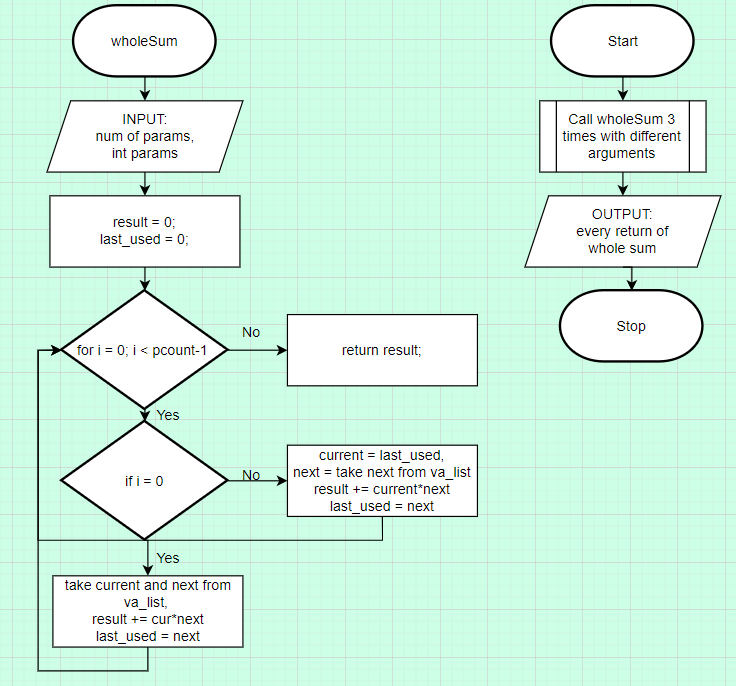 wholeSum
INPUT:
num of params,
int params
result = 0;
last_used = 0;
for i = 0; i < pcount-1
No
return result;
Yes
if i = 0
No
current = last_used,
next = take next from va_list
result += current*next
last_used = next
Yes
take current and next from
va_list,
result += cur*next
last_used = next
Start
Call wholeSum 3
times with different
arguments
OUTPUT:
every return of
whole sum
Stop